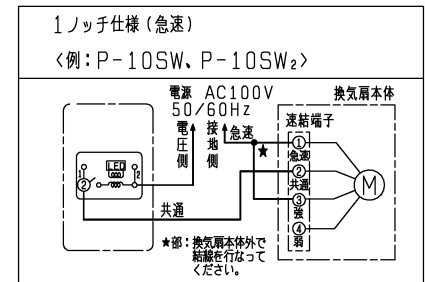 1ノッチ仕様(急速)
〈例:P-10SW、P-10SW₂〉
電源 AC100V
50/60Hz
換気扇本体
電圧側
接地側
急速
速結端子
★
LED
1
2
2
①
急速
②
共通
③
強
④
弱
M
共通
★部:換気扇本体外で
結線を行なって
ください。